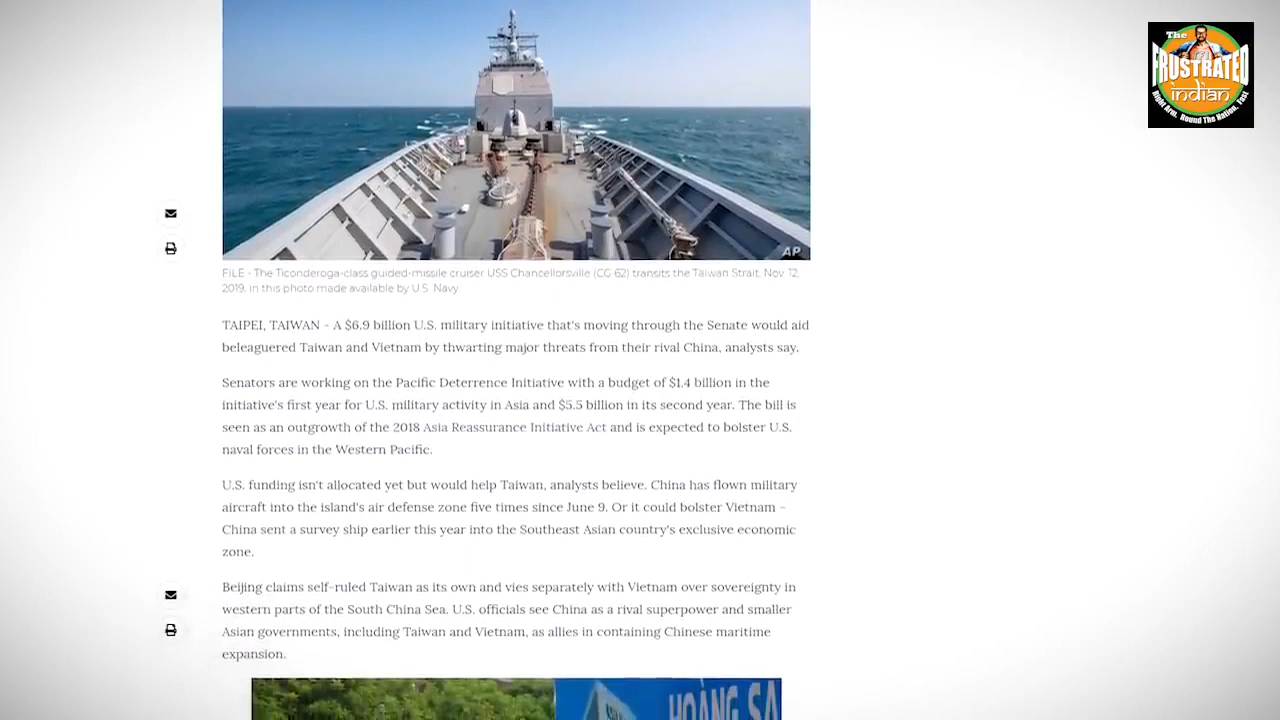 The
FRUSTRATED
indian
Right Arm, Round The Nation, Fast
AP
FILE - The Ticonderoga-class guided-missile cruiser USS Chancellorsville (CG 62) transits the Taiwan Strait, Nov 12,
2019, in this photo made available by U.S. Navy
TAIPEI, TAIWAN - A $6.9 billion U.S. military initiative that's moving through the Senate would aid
beleaguered Taiwan and Vietnam by thwarting major threats from their rival China, analysts say.
Senators are working on the Pacific Deterrence Initiative with a budget of $1.4 billion in the
initiative's first year for U.S. military activity in Asia and $5.5 billion in its second year. The bill is
seen as an outgrowth of the 2018 Asia Reassurance Initiative Act and is expected to bolster U.S.
naval forces in the Western Pacific.
U.S. funding isn't allocated yet but would help Taiwan, analysts believe. China has flown military
aircraft into the island's air defense zone five times since June 9. Or it could bolster Vietnam –
China sent a survey ship earlier this year into the Southeast Asian country's exclusive economic
zone.
Beijing claims self-ruled Taiwan as its own and vies separately with Vietnam over sovereignty in
western parts of the South China Sea. U.S. officials see China as a rival superpower and smaller
Asian governments, including Taiwan and Vietnam, as allies in containing Chinese maritime
expansion.
HOÀNG SA